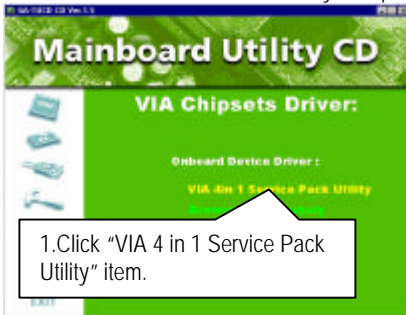 Mainboard Utility CD
VIA Chipsets Driver:
Onboard Device Driver :
VIA 4in 1 Service Pack Utility
1.Click “VIA 4 in 1 Service Pack
Utility” item.
EXIT